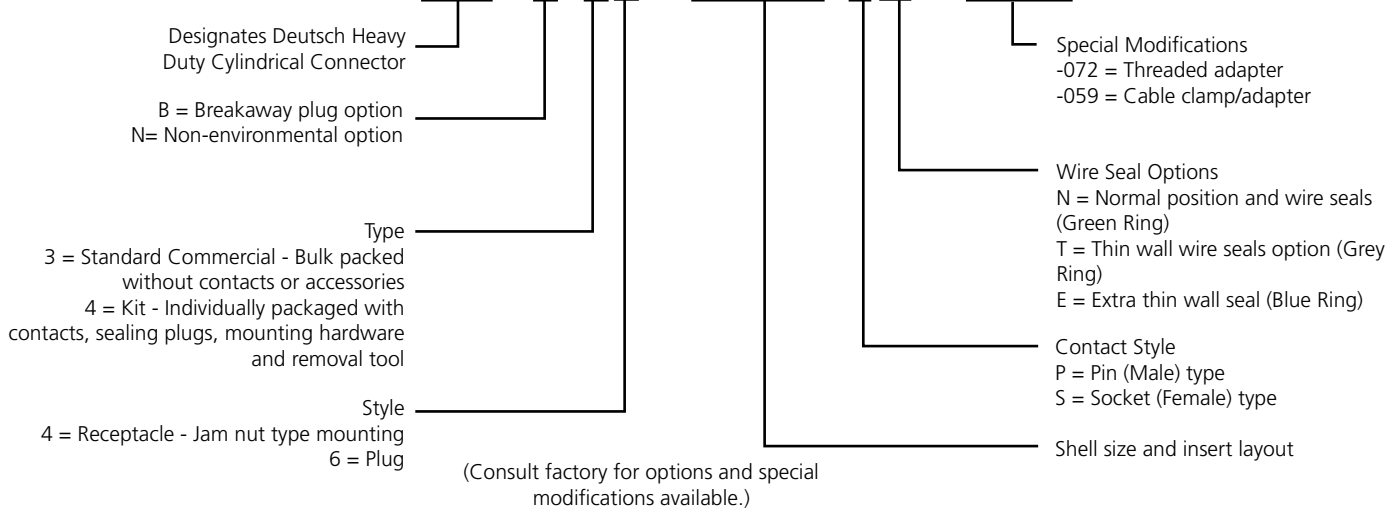 Designates Deutsch Heavy
Duty Cylindrical Connector
B = Breakaway plug option
N= Non-environmental option
Type
3 = Standard Commercial - Bulk packed
without contacts or accessories
4 = Kit - Individually packaged with
contacts, sealing plugs, mounting hardware
and removal tool
Style
4 = Receptacle - Jam nut type mounting
6 = Plug
(Consult factory for options and special
modifications available.)
Special Modifications
-072 = Threaded adapter
-059 = Cable clamp/adapter
Wire Seal Options
N = Normal position and wire seals
(Green Ring)
T = Thin wall wire seals option (Grey
Ring)
E = Extra thin wall seal (Blue Ring)
Contact Style
P = Pin (Male) type
S = Socket (Female) type
Shell size and insert layout